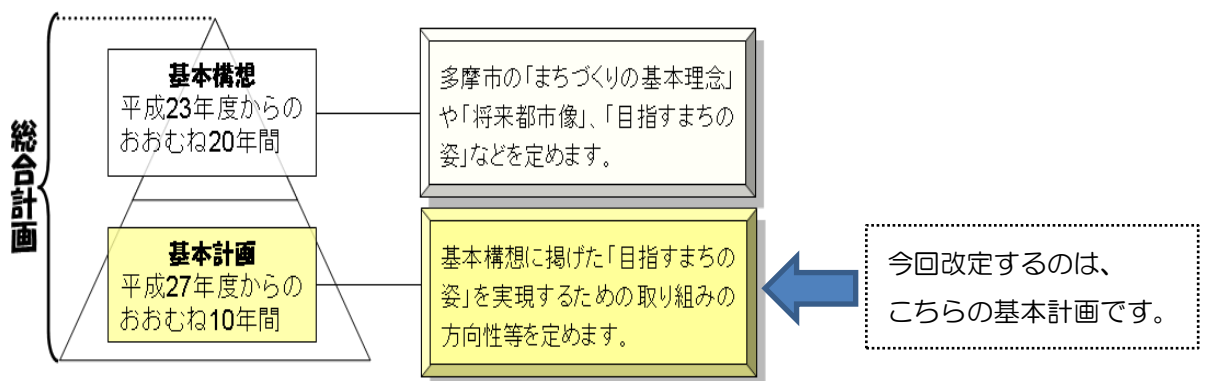 総合計画
基本構想
平成23年度からの
おおむね20年間
多摩市の｢まちづくりの基本理念｣
や｢将来都市像｣、｢目指すまちの
姿｣などを定めます。
基本計画
平成27年度からの
おおむね10年間
基本構想に掲げた｢目指すまちの
姿｣を実現するための取り組みの
方向性等を定めます。
今回改定するのは、
こちらの基本計画です。